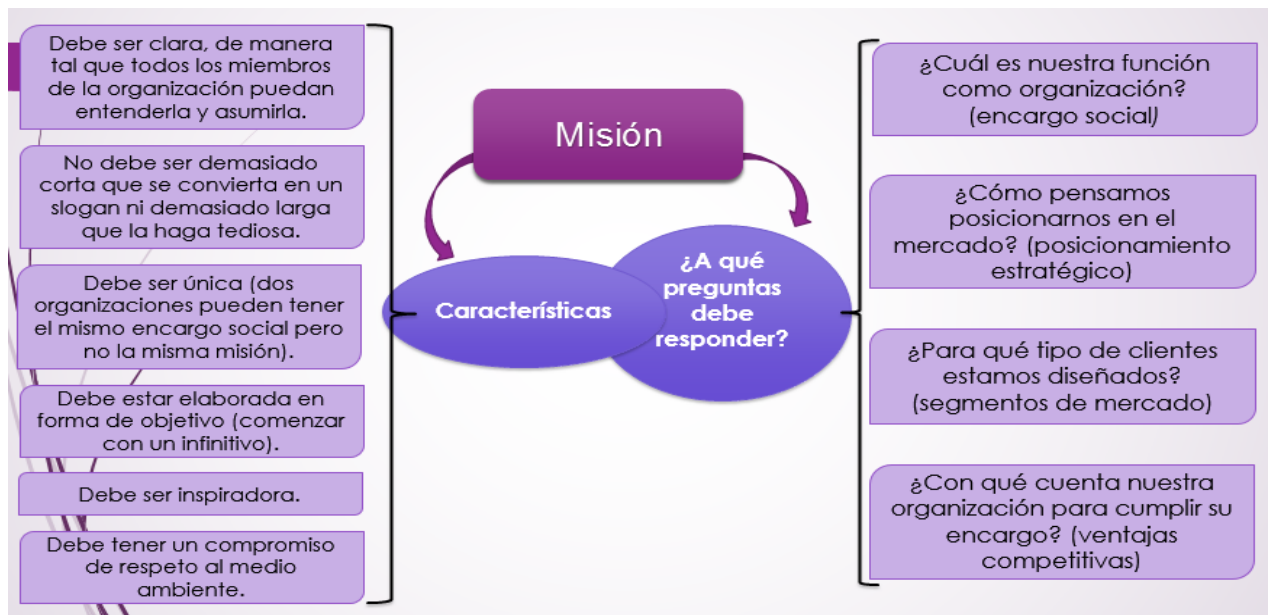 Misión
Debe ser clara, de manera
tal que todos los miembros
de la organización puedan
entenderla y asumirla.
No debe ser demasiado
corta que se convierta en un
slogan ni demasiado larga
que la haga tediosa.
Debe ser única (dos
organizaciones pueden tener
el mismo encargo social pero
no la misma misión).
Debe estar elaborada en
forma de objetivo (comenzar
con un infinitivo).
Debe ser inspiradora.
Debe tener un compromiso
de respeto al medio
ambiente.
Características
¿A qué
preguntas
debe
responder?
¿Cuál es nuestra función
como organización?
(encargo social)
¿Cómo pensamos
posicionarnos en el
mercado? (posicionamiento
estratégico)
¿Para qué tipo de clientes
estamos diseñados?
(segmentos de mercado)
¿Con qué cuenta nuestra
organización para cumplir su
encargo? (ventajas
competitivas)